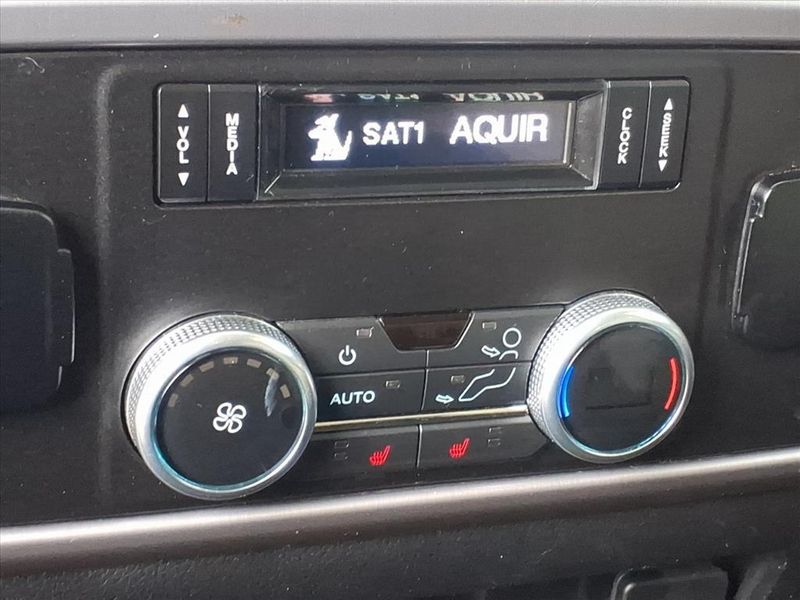 VOL
MEDIA
SAT1 AQUIR
CLOCK
SEEK
AUTO